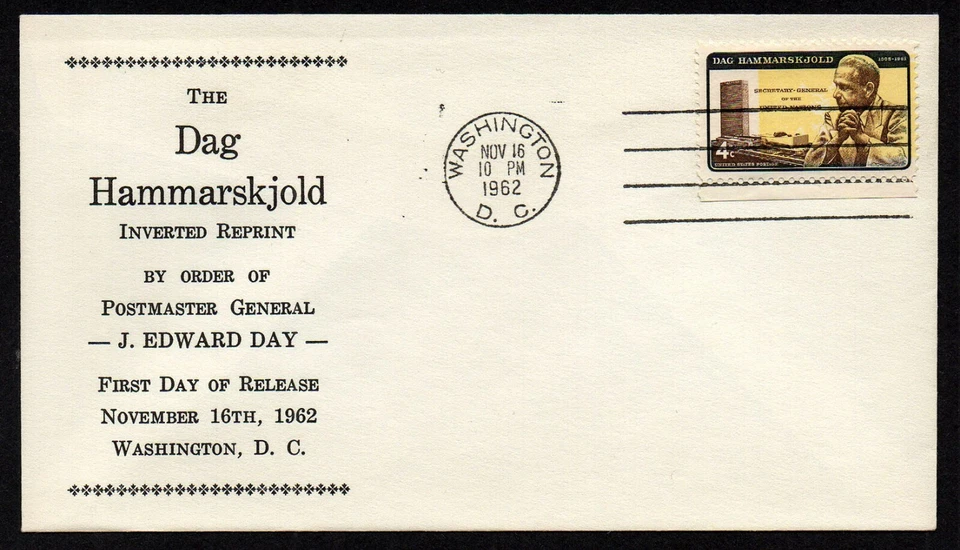 THE
Dag
Hammarskjold
INVERTED REPRINT
BY ORDER OF
POSTMASTER GENERAL
— J. EDWARD DAY —
FIRST DAY OF RELEASE
NOVEMBER 16TH, 1962
WASHINGTON, D. C.
WASHINGTON
NOV 16
10 PM
1962
D. C.
DAG HAMMARSKJOLD 1905-1961
SECRETARY-GENERAL
OF THE
UNITED NATIONS
4c
UNITED STATES POSTAGE